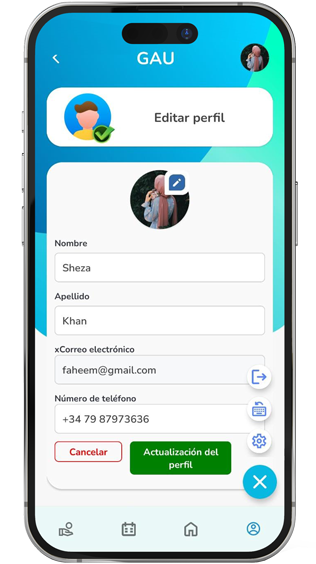 GAU
Editar perfil
Nombre
Sheza
Apellido
Khan
xCorreo electrónico
faheem@gmail.com
Número de teléfono
+34 79 87973636
Cancelar
Actualización del
perfil